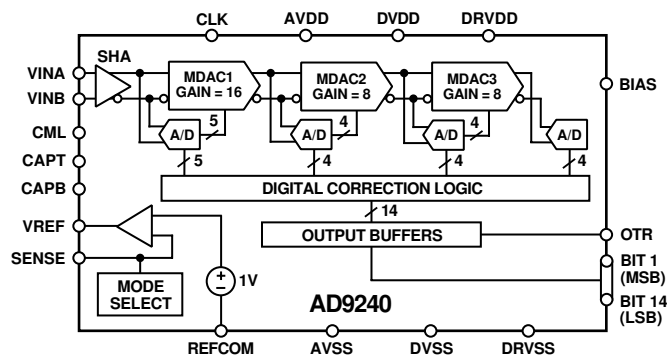 CLK AVDD DVDD DRVDD
SHA
VINA
VINB
MDAC1
GAIN = 16
MDAC2
GAIN = 8
MDAC3
GAIN = 8
BIAS
CML
CAPT
CAPB
5 4 4
A/D A/D A/D A/D
5 4 4 4
DIGITAL CORRECTION LOGIC
14
VREF
OUTPUT BUFFERS
OTR
SENSE
BIT 1
(MSB)
MODE
SELECT
1V
AD9240
BIT 14
(LSB)
REFCOM AVSS DVSS DRVSS